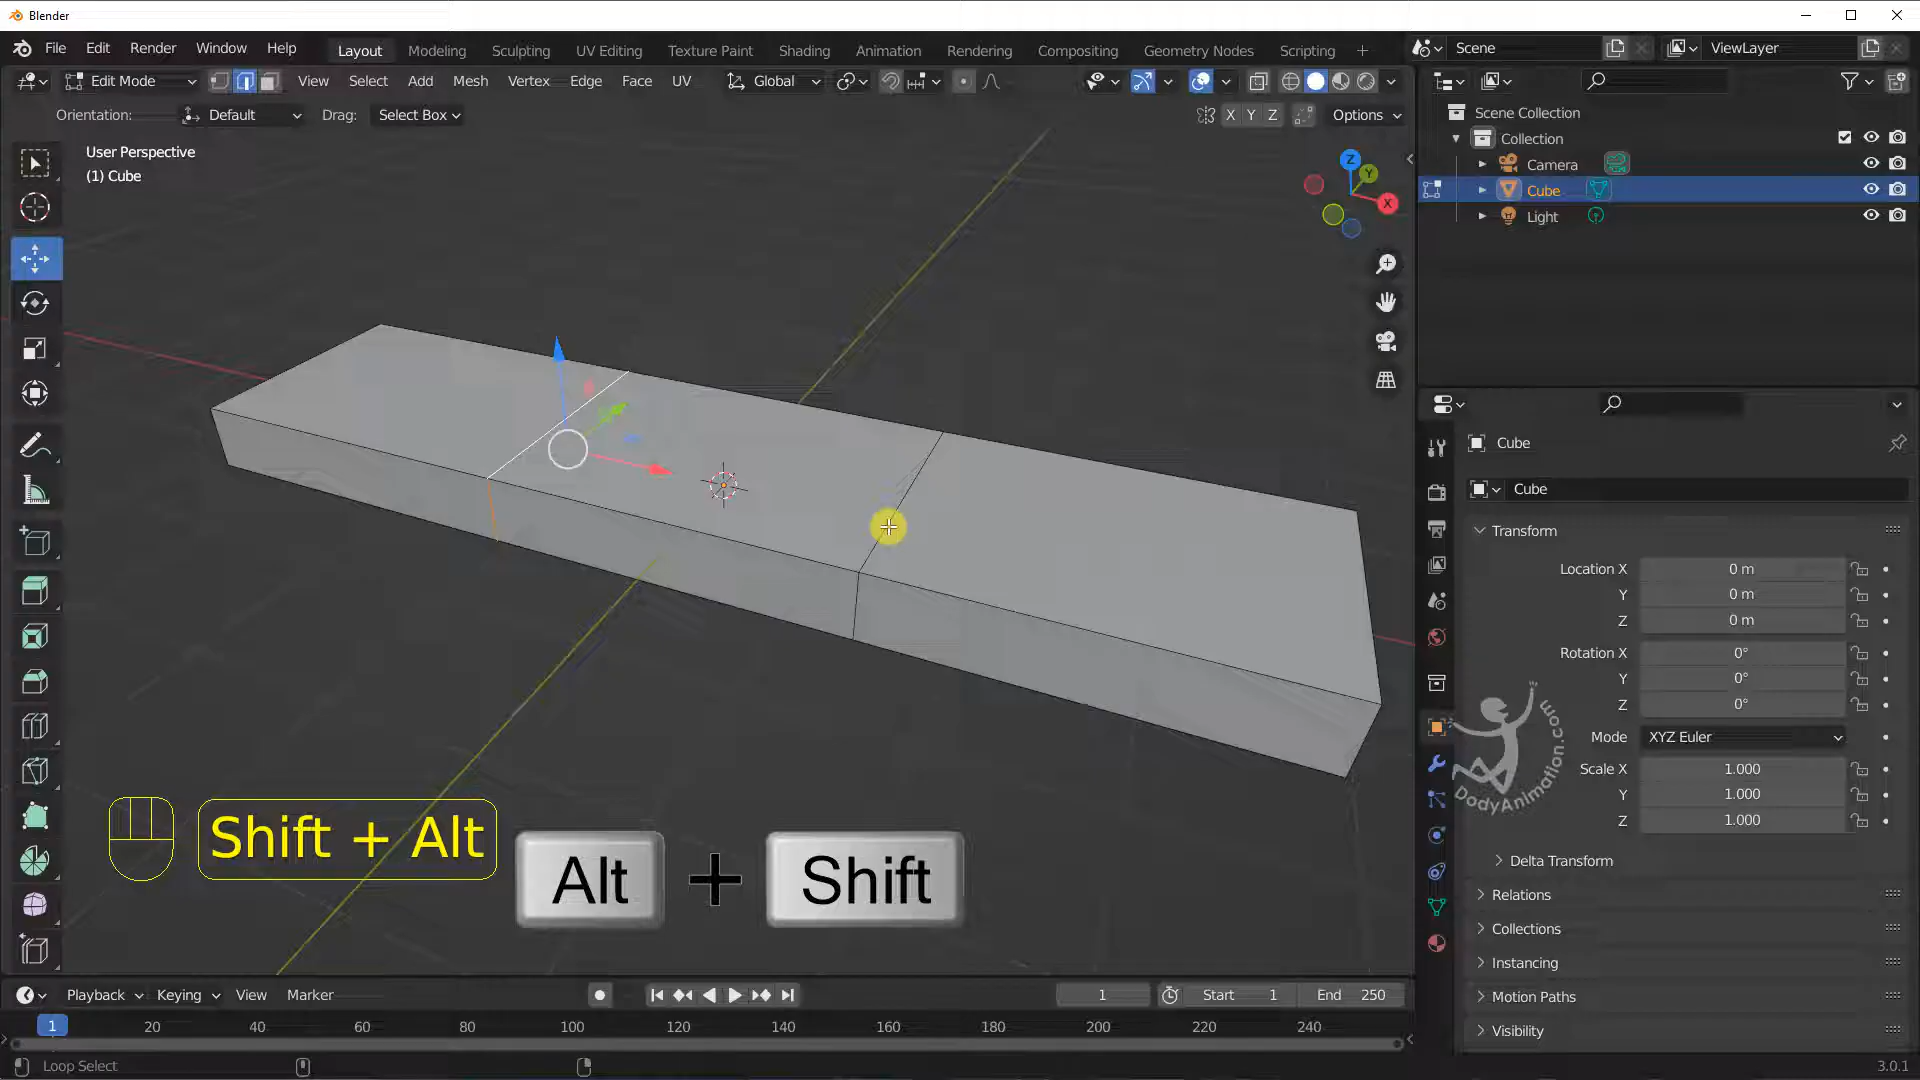 Blender
File Edit Render Window Help Layout Modeling Sculpting UV Editing Texture Paint Shading Animation Rendering Compositing Geometry Nodes Scripting + Scene ViewLayer
Edit Mode View Select Add Mesh Vertex Edge Face UV Global
Orientation: Default Drag: Select Box X Y Z Options
User Perspective
(1) Cube
Z
Y
X
Scene Collection
Collection
Camera
Cube
Light
Cube
Cube
Transform
Location X 0 m
Y 0 m
Z 0 m
Rotation X 0°
Y 0°
Z 0°
Mode XYZ Euler
Scale X 1.000
Y 1.000
Z 1.000
DodyAnimation.com
Delta Transform
Relations
Collections
Instancing
Motion Paths
Visibility
Shift + Alt
Alt + Shift
Playback Keying View Marker 1 Start 1 End 250
1 20 40 60 80 100 120 140 160 180 200 220 240
Loop Select 3.0.1